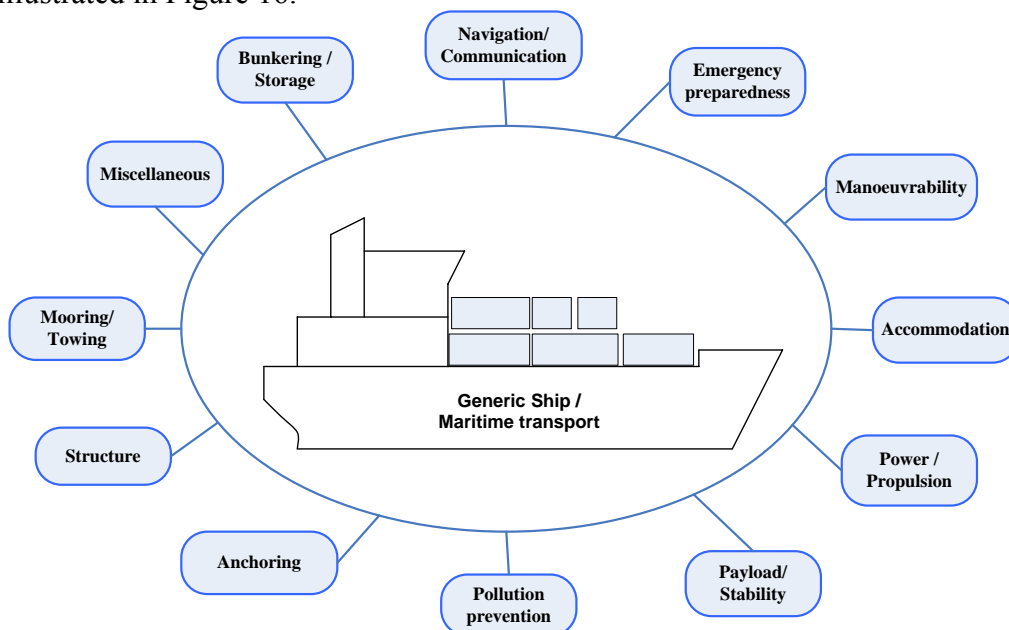 illustrated in Figure 16.
Navigation/
Communication
Bunkering /
Storage
Emergency
preparedness
Miscellaneous
Manoeuvrability
Mooring/
Towing
Accommodation
Generic Ship /
Maritime transport
Structure
Power /
Propulsion
Anchoring
Payload/
Stability
Pollution
prevention